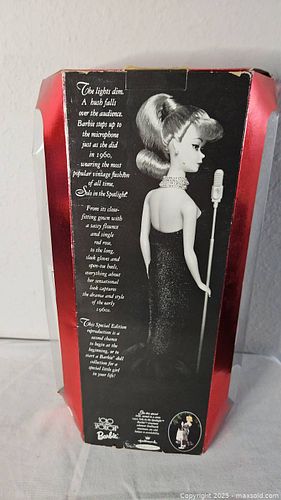 The lights dim.
A hush falls
over the audience.
Barbie steps up to
the microphone
just as she did
in 1960,
wearing the most
popular vintage fashion
of all time,
Solo in the Spotlight
From its close-
fitting gown with
a sassy flounce
and single
red rose,
to the long,
sleek gloves and
open-toe heels,
everything about
her sensational
look captures
the drama and style
of the early
1960s.
This Special Edition
reproduction is a
second chance
to begin at the
beginning, or to
start a Barbie doll
collection for a
special little girl
in your life!
Barbie
Copyright 2023 - maxsold.com